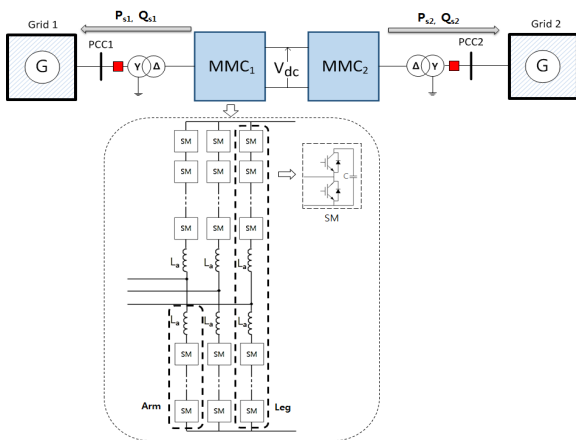 Grid 1
Ps1, Qs1
Ps2, Qs2
Grid 2
PCC1
PCC2
G
Y Δ
MMC1
Vdc
MMC2
Δ Y
G
SM SM SM
SM SM SM
SM SM SM
La La La
La La La
SM SM SM
SM SM SM
Arm
Leg
C
SM